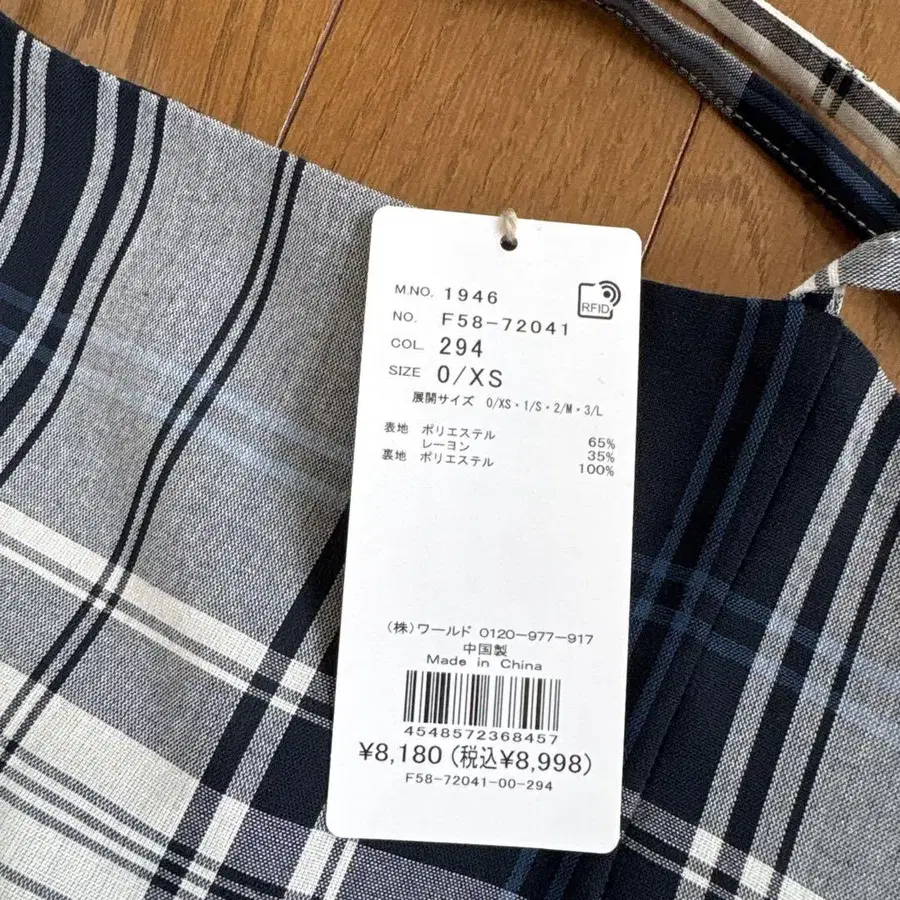 M.NO. 1946
RFID
NO. F58-72041
COL. 294
SIZE 0/XS
展開サイズ 0/XS・1/S・2/M・3/L
表地 ポリエステル 65%
レーヨン 35%
裏地 ポリエステル 100%
(株)ワールド 0120-977-917
中国製
Made in China
4548572368457
¥8,180(税込¥8,998)
F58-72041-00-294